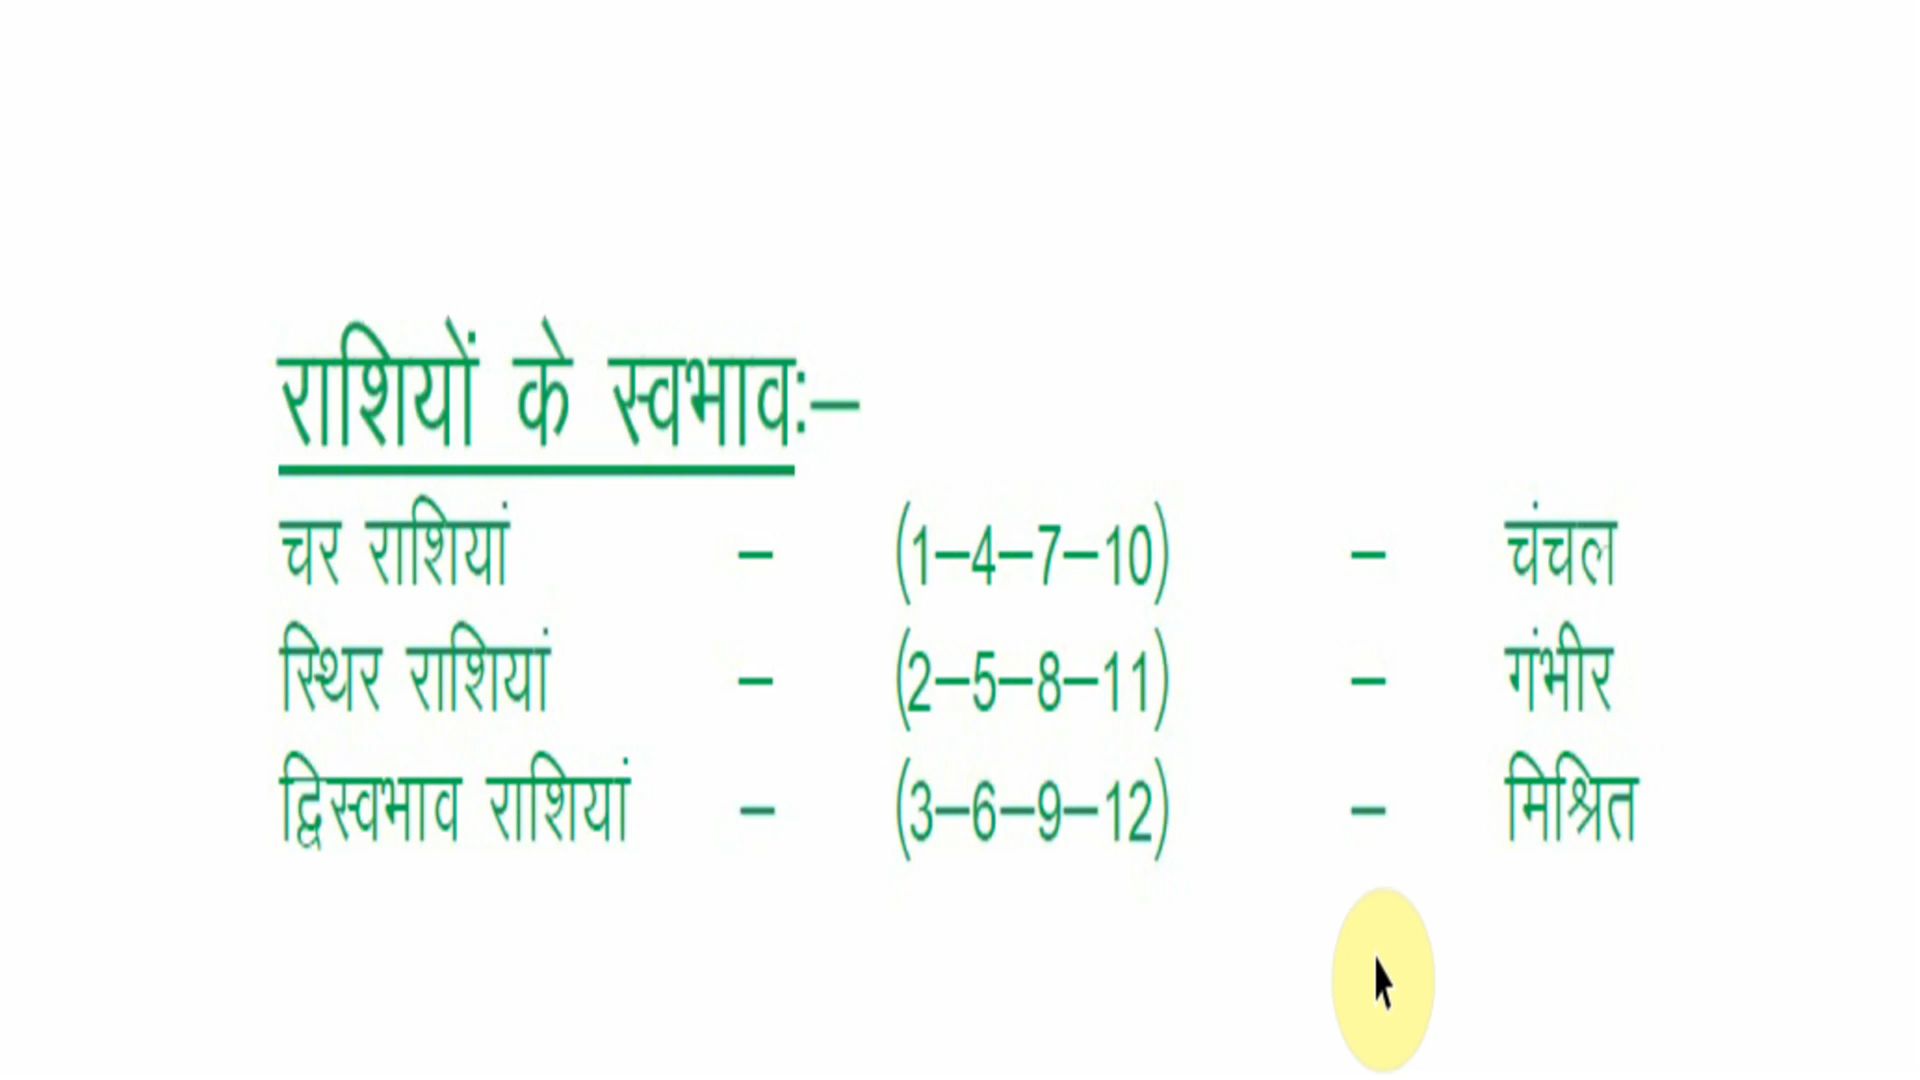 राशियों के स्वभाव:–
चर राशियां – (1–4–7–10) – चंचल
स्थिर राशियां – (2–5–8–11) – गंभीर
द्विस्वभाव राशियां – (3–6–9–12) – मिश्रित